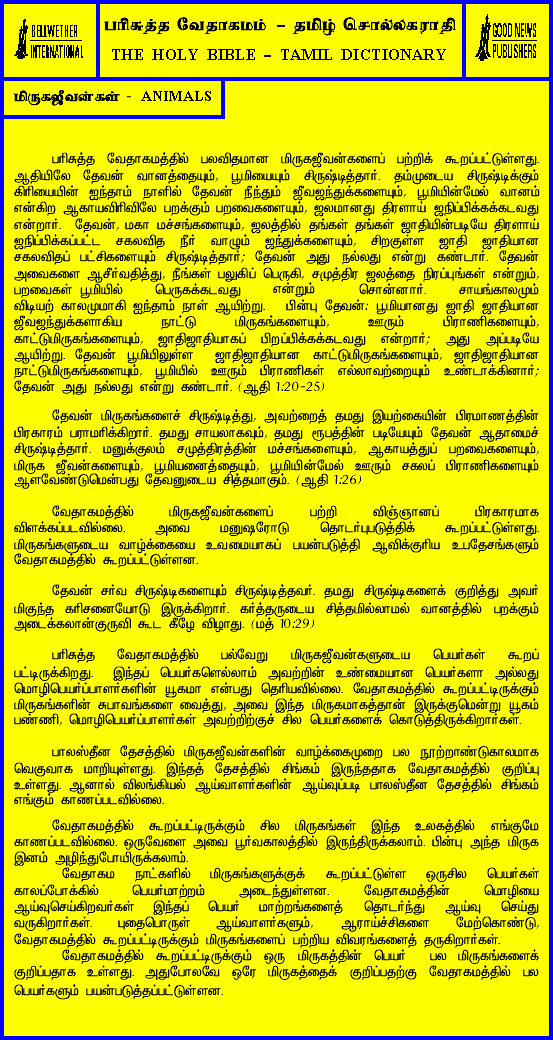 BELLWETHER
INTERNATIONAL
பரிசுத்த வேதாகமம் - தமிழ் சொல்லகராதி
THE HOLY BIBLE - TAMIL DICTIONARY
GOOD NEWS
PUBLISHERS
மிருகஜீவன்கள் - ANIMALS
பரிசுத்த வேதாகமத்தில் பலவிதமான மிருகஜீவன்களைப் பற்றிக் கூறப்பட்டுள்ளது.
ஆதியிலே தேவன் வானத்தையும், பூமியையும் சிருஷ்டித்தார். தம்முடைய சிருஷ்டிக்கும்
கிரியையின் ஐந்தாம் நாளில் தேவன் நீந்தும் ஜீவஜந்துக்களையும், பூமியின்மேல் வானம்
என்கிற ஆகாயவிரிவிலே பறக்கும் பறவைகளையும், ஜலமானது திரளாய் ஜநிப்பிக்கக்கடவது
என்றார். தேவன், மகா மச்சங்களையும், ஜலத்தில் தங்கள் தங்கள் ஜாதியின்படியே திரளாய்
ஜநிப்பிக்கப்பட்ட சகலவித நீர் வாழும் ஜந்துக்களையும், சிறகுள்ள ஜாதி ஜாதியான
சகலவிதப் பட்சிகளையும் சிருஷ்டித்தார்; தேவன் அது நல்லது என்று கண்டார். தேவன்
அவைகளை ஆசீர்வதித்து, நீங்கள் பலுகிப் பெருகி, சமுத்திர ஜலத்தை நிரப்புங்கள் என்றும்,
பறவைகள் பூமியில் பெருகக்கடவது என்றும் சொன்னார். சாயங்காலமும்
விடியற் காலமுமாகி ஐந்தாம் நாள் ஆயிற்று. பின்பு தேவன்: பூமியானது ஜாதி ஜாதியான
ஜீவஜந்துக்களாகிய நாட்டு மிருகங்களையும், ஊரும் பிராணிகளையும்,
காட்டுமிருகங்களையும், ஜாதிஜாதியாகப் பிறப்பிக்கக்கடவது என்றார்; அது அப்படியே
ஆயிற்று. தேவன் பூமியிலுள்ள ஜாதிஜாதியான காட்டுமிருகங்களையும், ஜாதிஜாதியான
நாட்டுமிருகங்களையும், பூமியில் ஊரும் பிராணிகள் எல்லாவற்றையும் உண்டாக்கினார்;
தேவன் அது நல்லது என்று கண்டார். (ஆதி 1:20-25)
தேவன் மிருகங்களைச் சிருஷ்டித்து, அவற்றைத் தமது இயற்கையின் பிரமாணத்தின்
பிரகாரம் பராமரிக்கிறார். தமது சாயலாகவும், தமது ரூபத்தின் படியேயும் தேவன் ஆதாமைச்
சிருஷ்டித்தார். மனுக்குலம் சமுத்திரத்தின் மச்சங்களையும், ஆகாயத்துப் பறவைகளையும்,
மிருக ஜீவன்களையும், பூமியனைத்தையும், பூமியின்மேல் ஊரும் சகலப் பிராணிகளையும்
ஆளவேண்டுமென்பது தேவனுடைய சித்தமாகும். (ஆதி 1:26)
வேதாகமத்தில் மிருகஜீவன்களைப் பற்றி விஞ்ஞானப் பிரகாரமாக
விளக்கப்படவில்லை. அவை மனுஷரோடு தொடர்புபடுத்திக் கூறப்பட்டுள்ளது.
மிருகங்களுடைய வாழ்க்கையை உவமையாகப் பயன்படுத்தி ஆவிக்குரிய உபதேசங்களும்
வேதாகமத்தில் கூறப்பட்டுள்ளன.
தேவன் சர்வ சிருஷ்டிகளையும் சிருஷ்டித்தவர். தமது சிருஷ்டிகளைக் குறித்து அவர்
மிகுந்த கரிசனையோடு இருக்கிறார். கர்த்தருடைய சித்தமில்லாமல் வானத்தில் பறக்கும்
அடைக்கலான்குருவி கூட கீழே விழாது. (மத் 10:29)
பரிசுத்த வேதாகமத்தில் பல்வேறு மிருகஜீவன்களுடைய பெயர்கள் கூறப்
பட்டிருக்கிறது. இந்தப் பெயர்களெல்லாம் அவற்றின் உண்மையான பெயர்களா அல்லது
மொழிபெயர்ப்பாளர்களின் யூகமா என்பது தெரியவில்லை. வேதாகமத்தில் கூறப்பட்டிருக்கும்
மிருகங்களின் சுபாவங்களை வைத்து, அவை இந்த மிருகமாகத்தான் இருக்குமென்று யூகம்
பண்ணி, மொழிபெயர்ப்பாளர்கள் அவற்றிற்குச் சில பெயர்களைக் கொடுத்திருக்கிறார்கள்.
பாலஸ்தீன தேசத்தில் மிருகஜீவன்களின் வாழ்க்கைமுறை பல நூற்றாண்டுகாலமாக
வெகுவாக மாறியுள்ளது. இந்தத் தேசத்தில் சிங்கம் இருந்ததாக வேதாகமத்தில் குறிப்பு
உள்ளது. ஆனால் விலங்கியல் ஆய்வாளர்களின் ஆய்வுப்படி பாலஸ்தீன தேசத்தில் சிங்கம்
எங்கும் காணப்படவில்லை.
வேதாகமத்தில் கூறப்பட்டிருக்கும் சில மிருகங்கள் இந்த உலகத்தில் எங்குமே
காணப்படவில்லை. ஒருவேளை அவை பூர்வகாலத்தில் இருந்திருக்கலாம். பின்பு அந்த மிருக
இனம் அழிந்துபோயிருக்கலாம்.
வேதாகம நாட்களில் மிருகங்களுக்குக் கூறப்பட்டுள்ள ஒருசில பெயர்கள்
காலப்போக்கில் பெயர்மாற்றம் அடைந்துள்ளன. வேதாகமத்தின் மொழியை
ஆய்வுசெய்கிறவர்கள் இந்தப் பெயர் மாற்றங்களைத் தொடர்ந்து ஆய்வு செய்து
வருகிறார்கள். புதைபொருள் ஆய்வாளர்களும், ஆராய்ச்சிகளை மேற்கொண்டு,
வேதாகமத்தில் கூறப்பட்டிருக்கும் மிருகங்களைப் பற்றிய விவரங்களைத் தருகிறார்கள்.
வேதாகமத்தில் கூறப்பட்டிருக்கும் ஒரு மிருகத்தின் பெயர் பல மிருகங்களைக்
குறிப்பதாக உள்ளது. அதுபோலவே ஒரே மிருகத்தைக் குறிப்பதற்கு வேதாகமத்தில் பல
பெயர்களும் பயன்படுத்தப்பட்டுள்ளன.